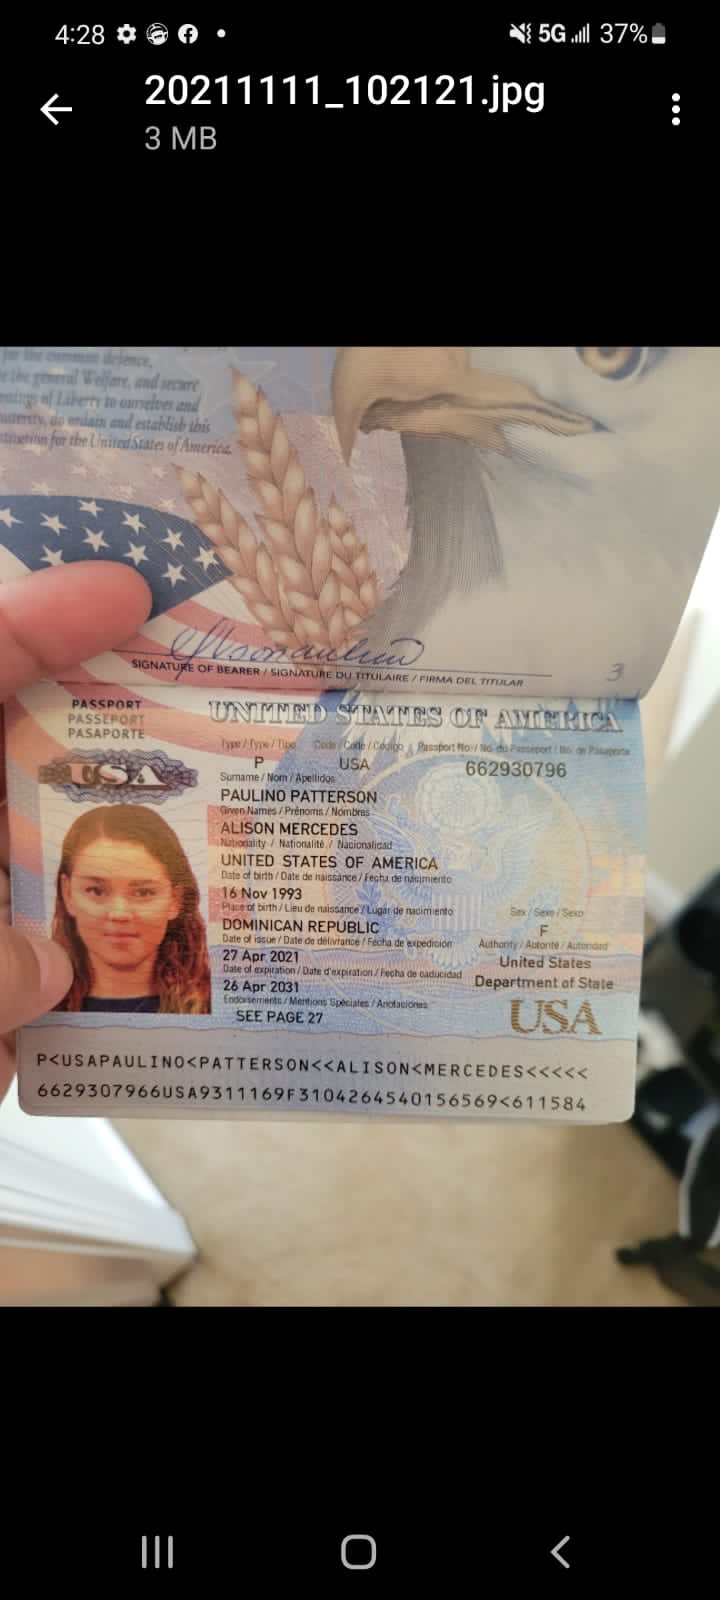 4:28
5G 37%
20211111_102121.jpg
3 MB
for the common defence,
the general Welfare, and secure
of Liberty to ourselves and
do ordain and establish this
for the United States of America.
SIGNATURE OF BEARER / SIGNATURE DU TITULAIRE / FIRMA DEL TITULAR
3
PASSPORT
PASSEPORT
PASAPORTE
USA
UNITED STATES OF AMERICA
Type / Type / Tipo Code / Code / Código Passport No. / No. du Passeport / No. de Pasaporte
P USA 662930796
Surname / Nom / Apellidos
PAULINO PATTERSON
Given Names / Prénoms / Nombres
ALISON MERCEDES
Nationality / Nationalité / Nacionalidad
UNITED STATES OF AMERICA
Date of birth / Date de naissance / Fecha de nacimiento
16 Nov 1993
Place of birth / Lieu de naissance / Lugar de nacimiento
DOMINICAN REPUBLIC
Sex / Sexe / Sexo
F
Date of issue / Date de délivrance / Fecha de expedición
27 Apr 2021
Authority / Autorité / Autoridad
United States
Department of State
Date of expiration / Date d'expiration / Fecha de caducidad
26 Apr 2031
Endorsements / Mentions Spéciales / Anotaciones
SEE PAGE 27
USA
P<USAPAULINO<PATTERSON<<ALISON<MERCEDES<<<<<
6629307966USA9311169F3104264540156569<611584